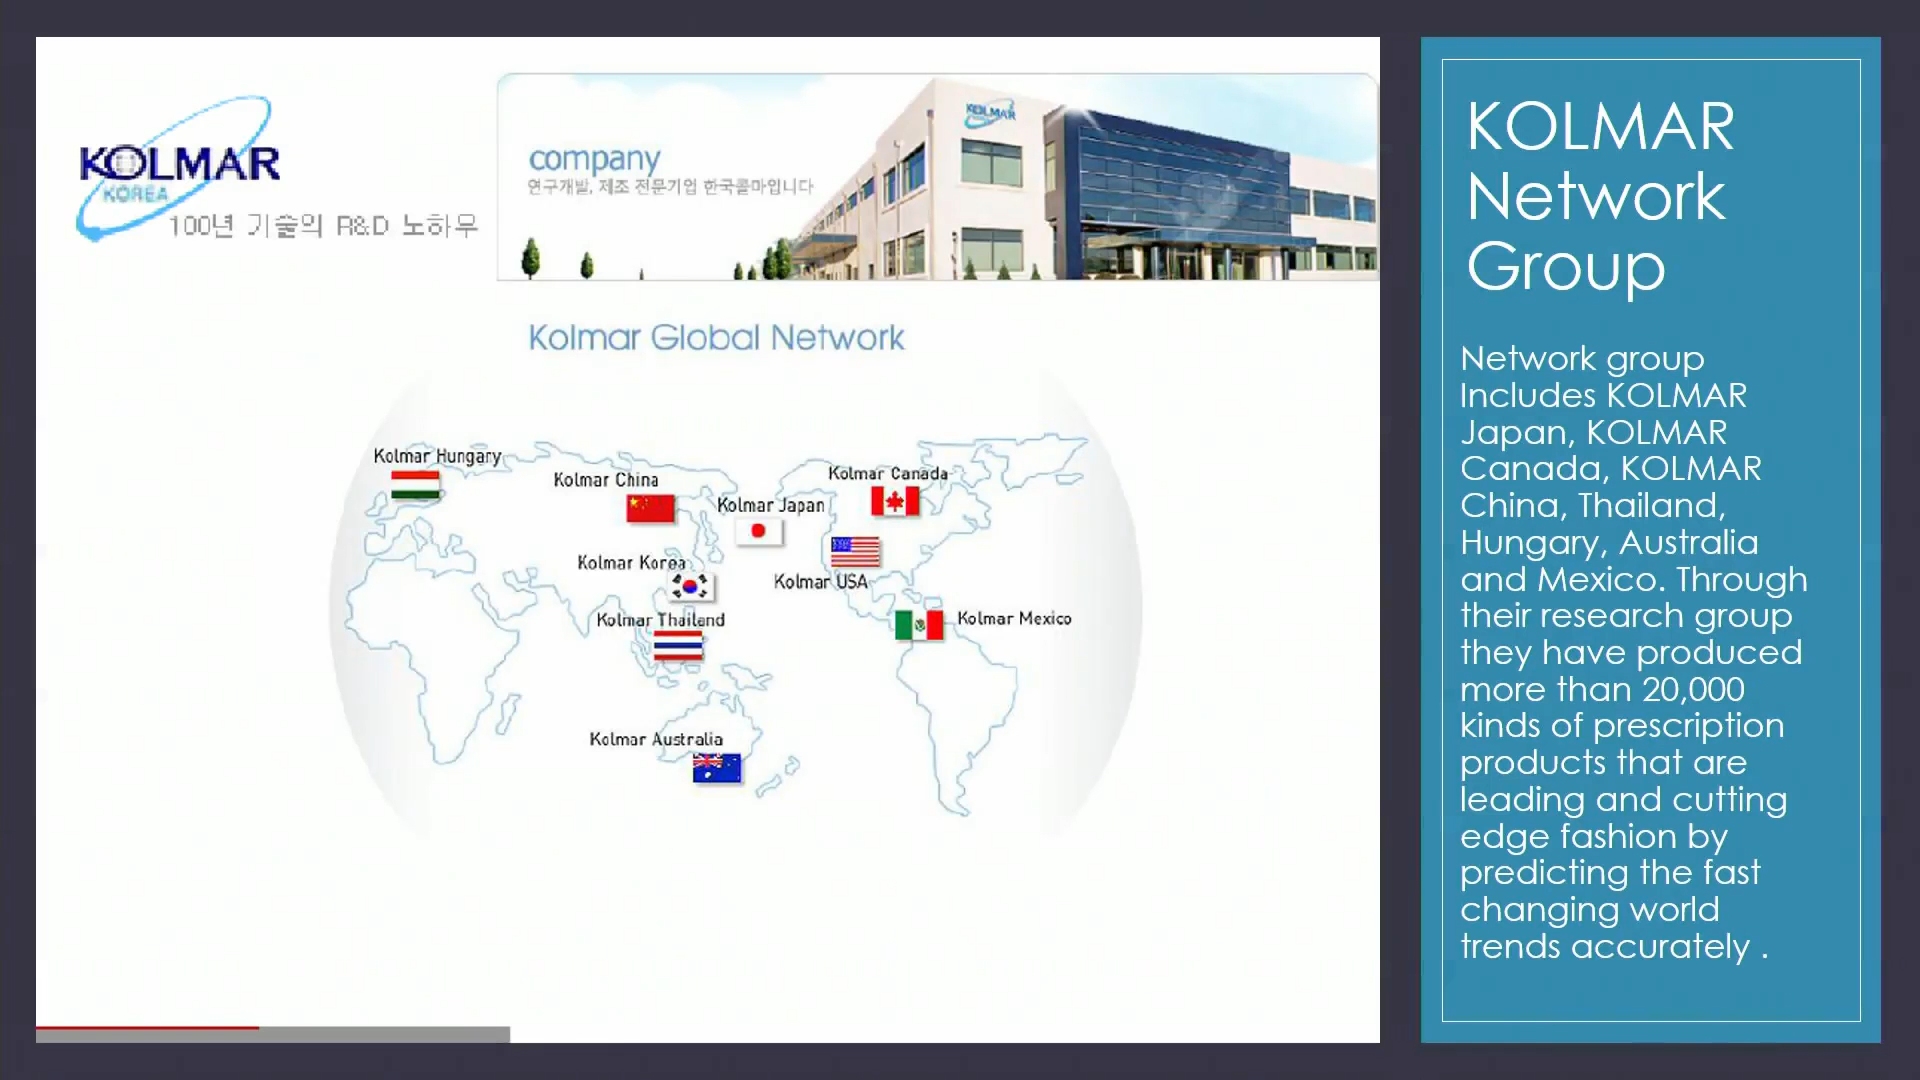 KOLMAR
KOREA
100년 기술의 R&D 노하우
company
연구개발, 제조 전문기업 한국콜마입니다
KOLMAR
Kolmar Global Network
Kolmar Hungary
Kolmar China
Kolmar Canada
Kolmar Japan
Kolmar Korea
Kolmar USA
Kolmar Thailand
Kolmar Mexico
Kolmar Australia
KOLMAR
Network
Group
Network group
Includes KOLMAR
Japan, KOLMAR
Canada, KOLMAR
China, Thailand,
Hungary, Australia
and Mexico. Through
their research group
they have produced
more than 20,000
kinds of prescription
products that are
leading and cutting
edge fashion by
predicting the fast
changing world
trends accurately .